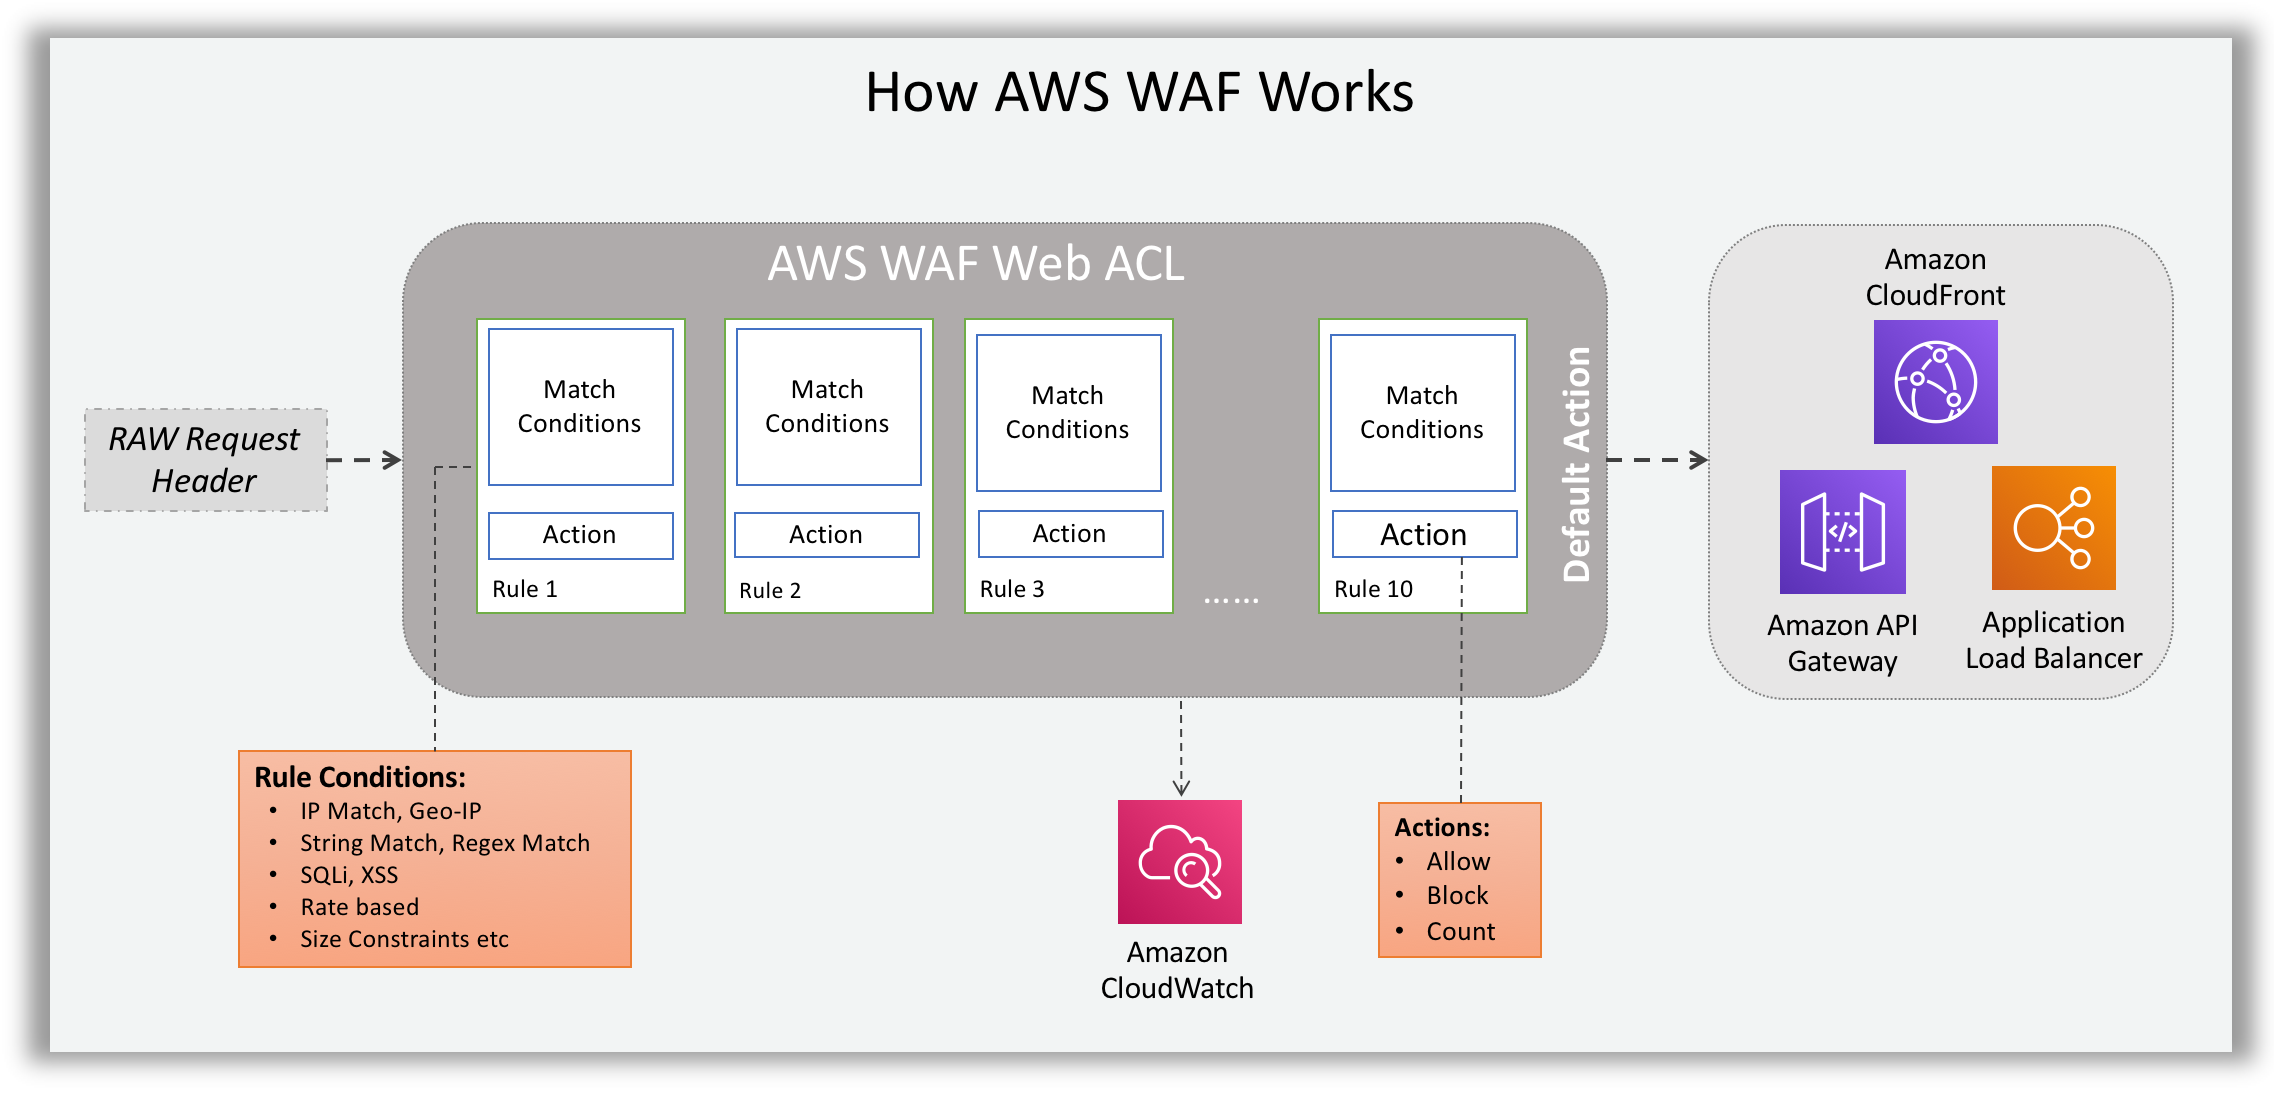 How AWS WAF Works
AWS WAF Web ACL
RAW Request
Header
Match
Conditions
Action
Rule 1
Match
Conditions
Action
Rule 2
Match
Conditions
Action
Rule 3
......
Match
Conditions
Action
Rule 10
Default Action
Amazon
CloudFront
Amazon API
Gateway
Application
Load Balancer
Rule Conditions:
• IP Match, Geo-IP
• String Match, Regex Match
• SQLi, XSS
• Rate based
• Size Constraints etc
Amazon
CloudWatch
Actions:
• Allow
• Block
• Count